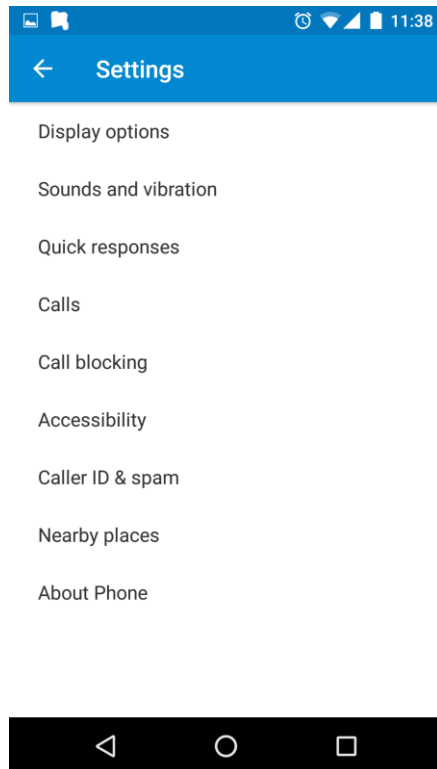 11:38
Settings
Display options
Sounds and vibration
Quick responses
Calls
Call blocking
Accessibility
Caller ID & spam
Nearby places
About Phone